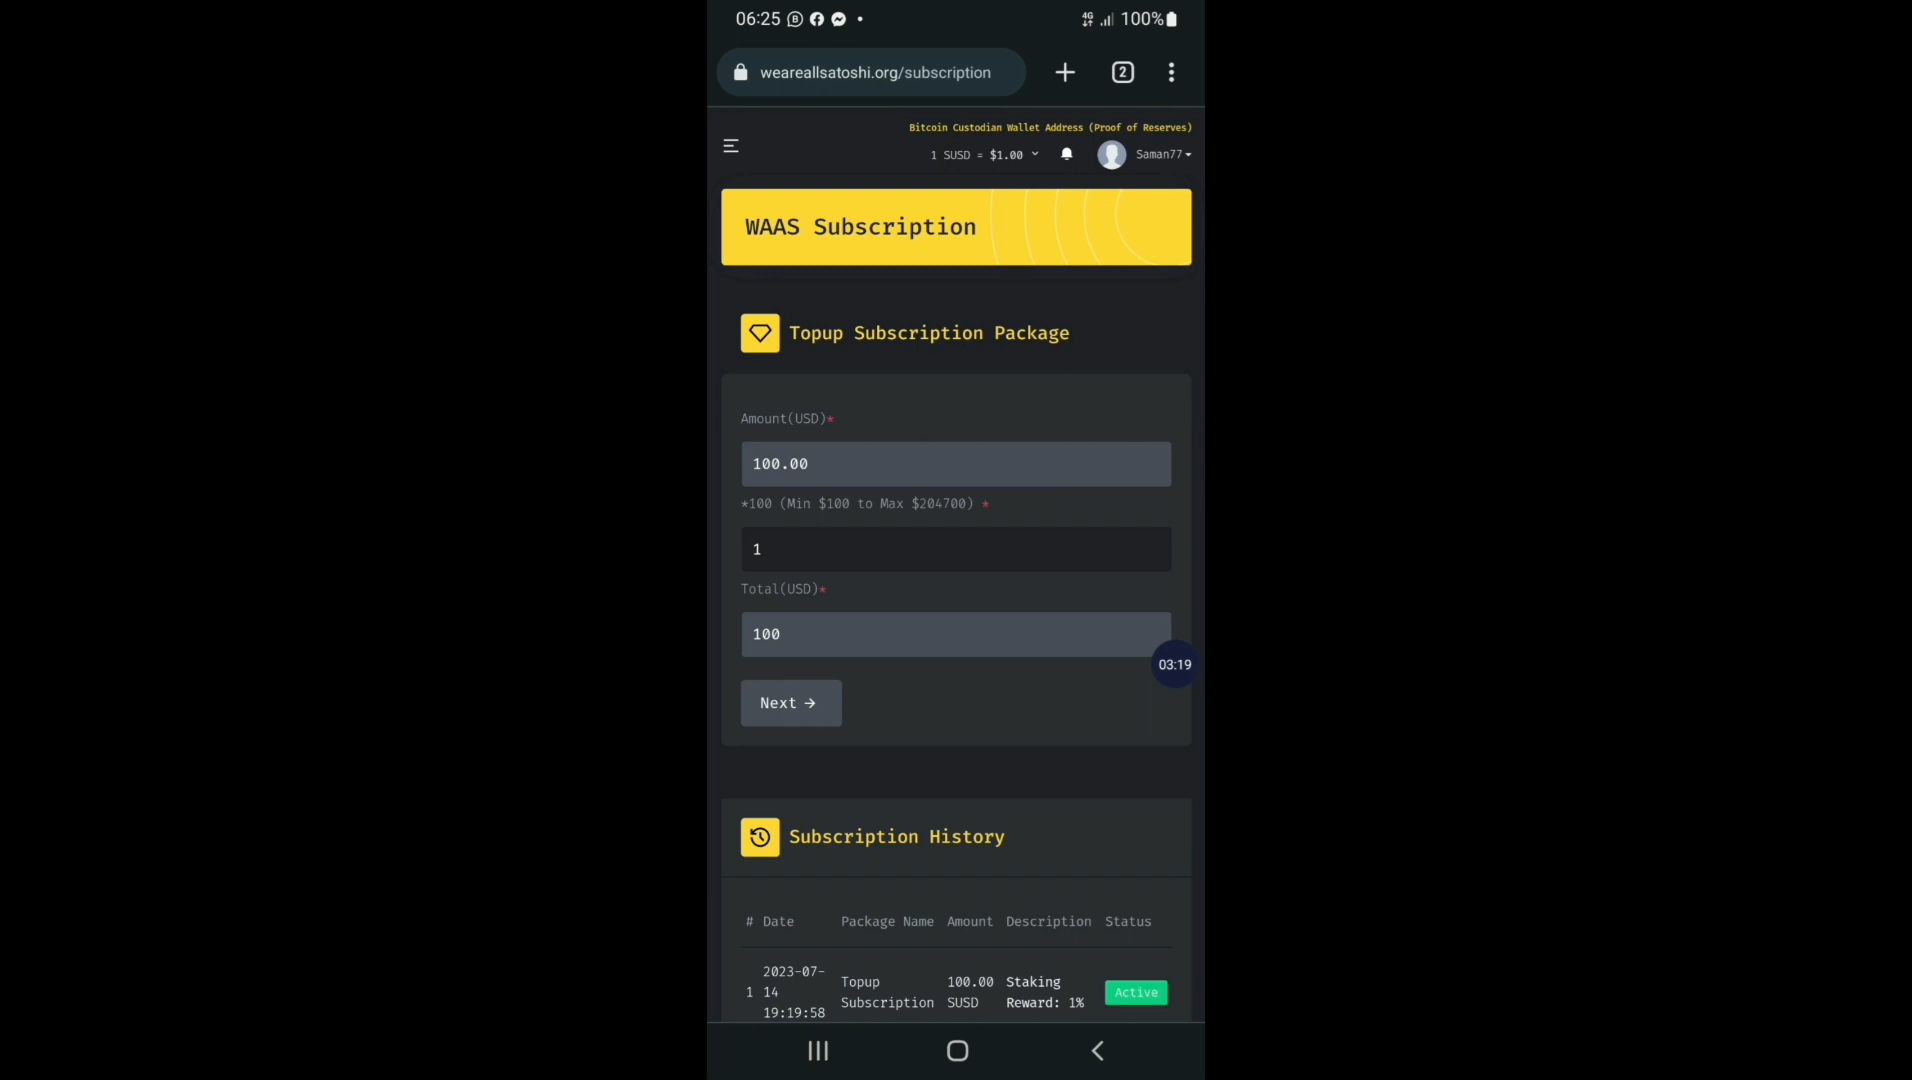 06:25 4G 100%
weareallsatoshi.org/subscription 2
Bitcoin Custodian Wallet Address (Proof of Reserves)
1 SUSD = $1.00 Saman77
WAAS Subscription
Topup Subscription Package
Amount(USD)*
100.00
*100 (Min $100 to Max $204700) *
1
Total(USD)*
100
03:19
Next →
Subscription History
# Date Package Name Amount Description Status
2023-07-
Topup 100.00 Staking
1 14 Active
Subscription SUSD Reward: 1%
19:19:58